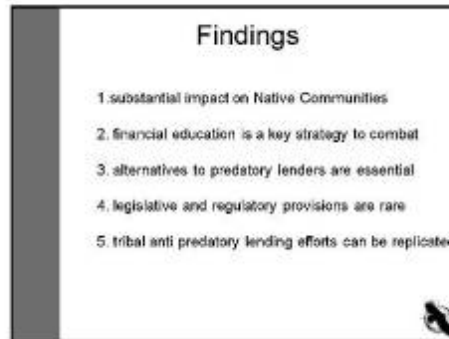 Findings
1.substantial impact on Native Communities
2. financial education is a key strategy to combat
3. alternatives to predatory lenders are essential
4. legislative and regulatory provisions are rare
5. tribal anti predatory lending efforts can be replicated